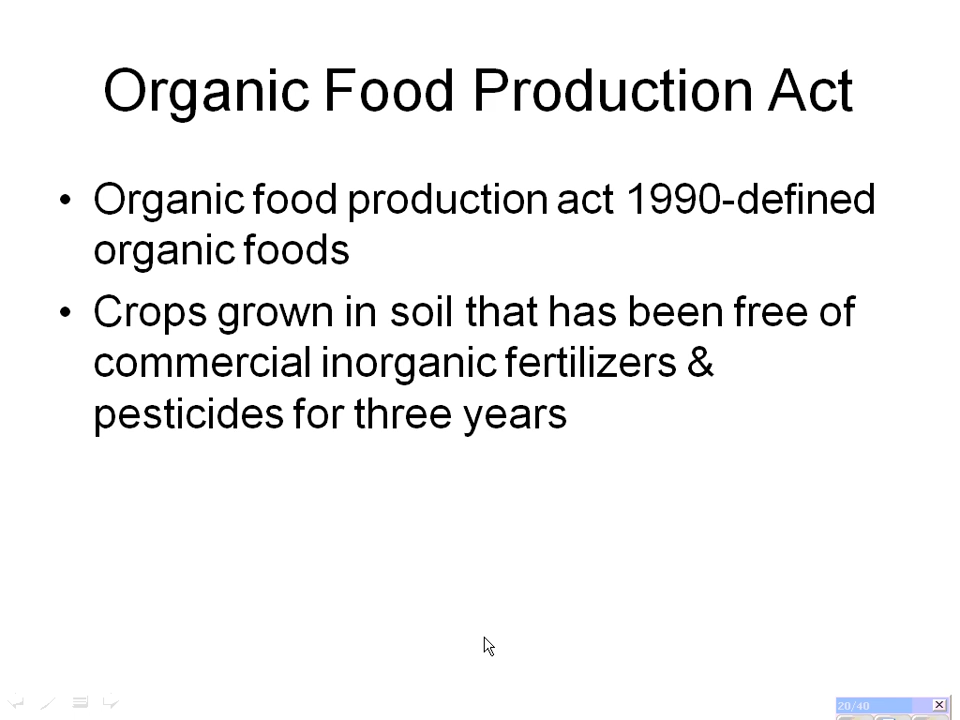 Organic Food Production Act
• Organic food production act 1990-defined
organic foods
• Crops grown in soil that has been free of
commercial inorganic fertilizers &
pesticides for three years
20/40